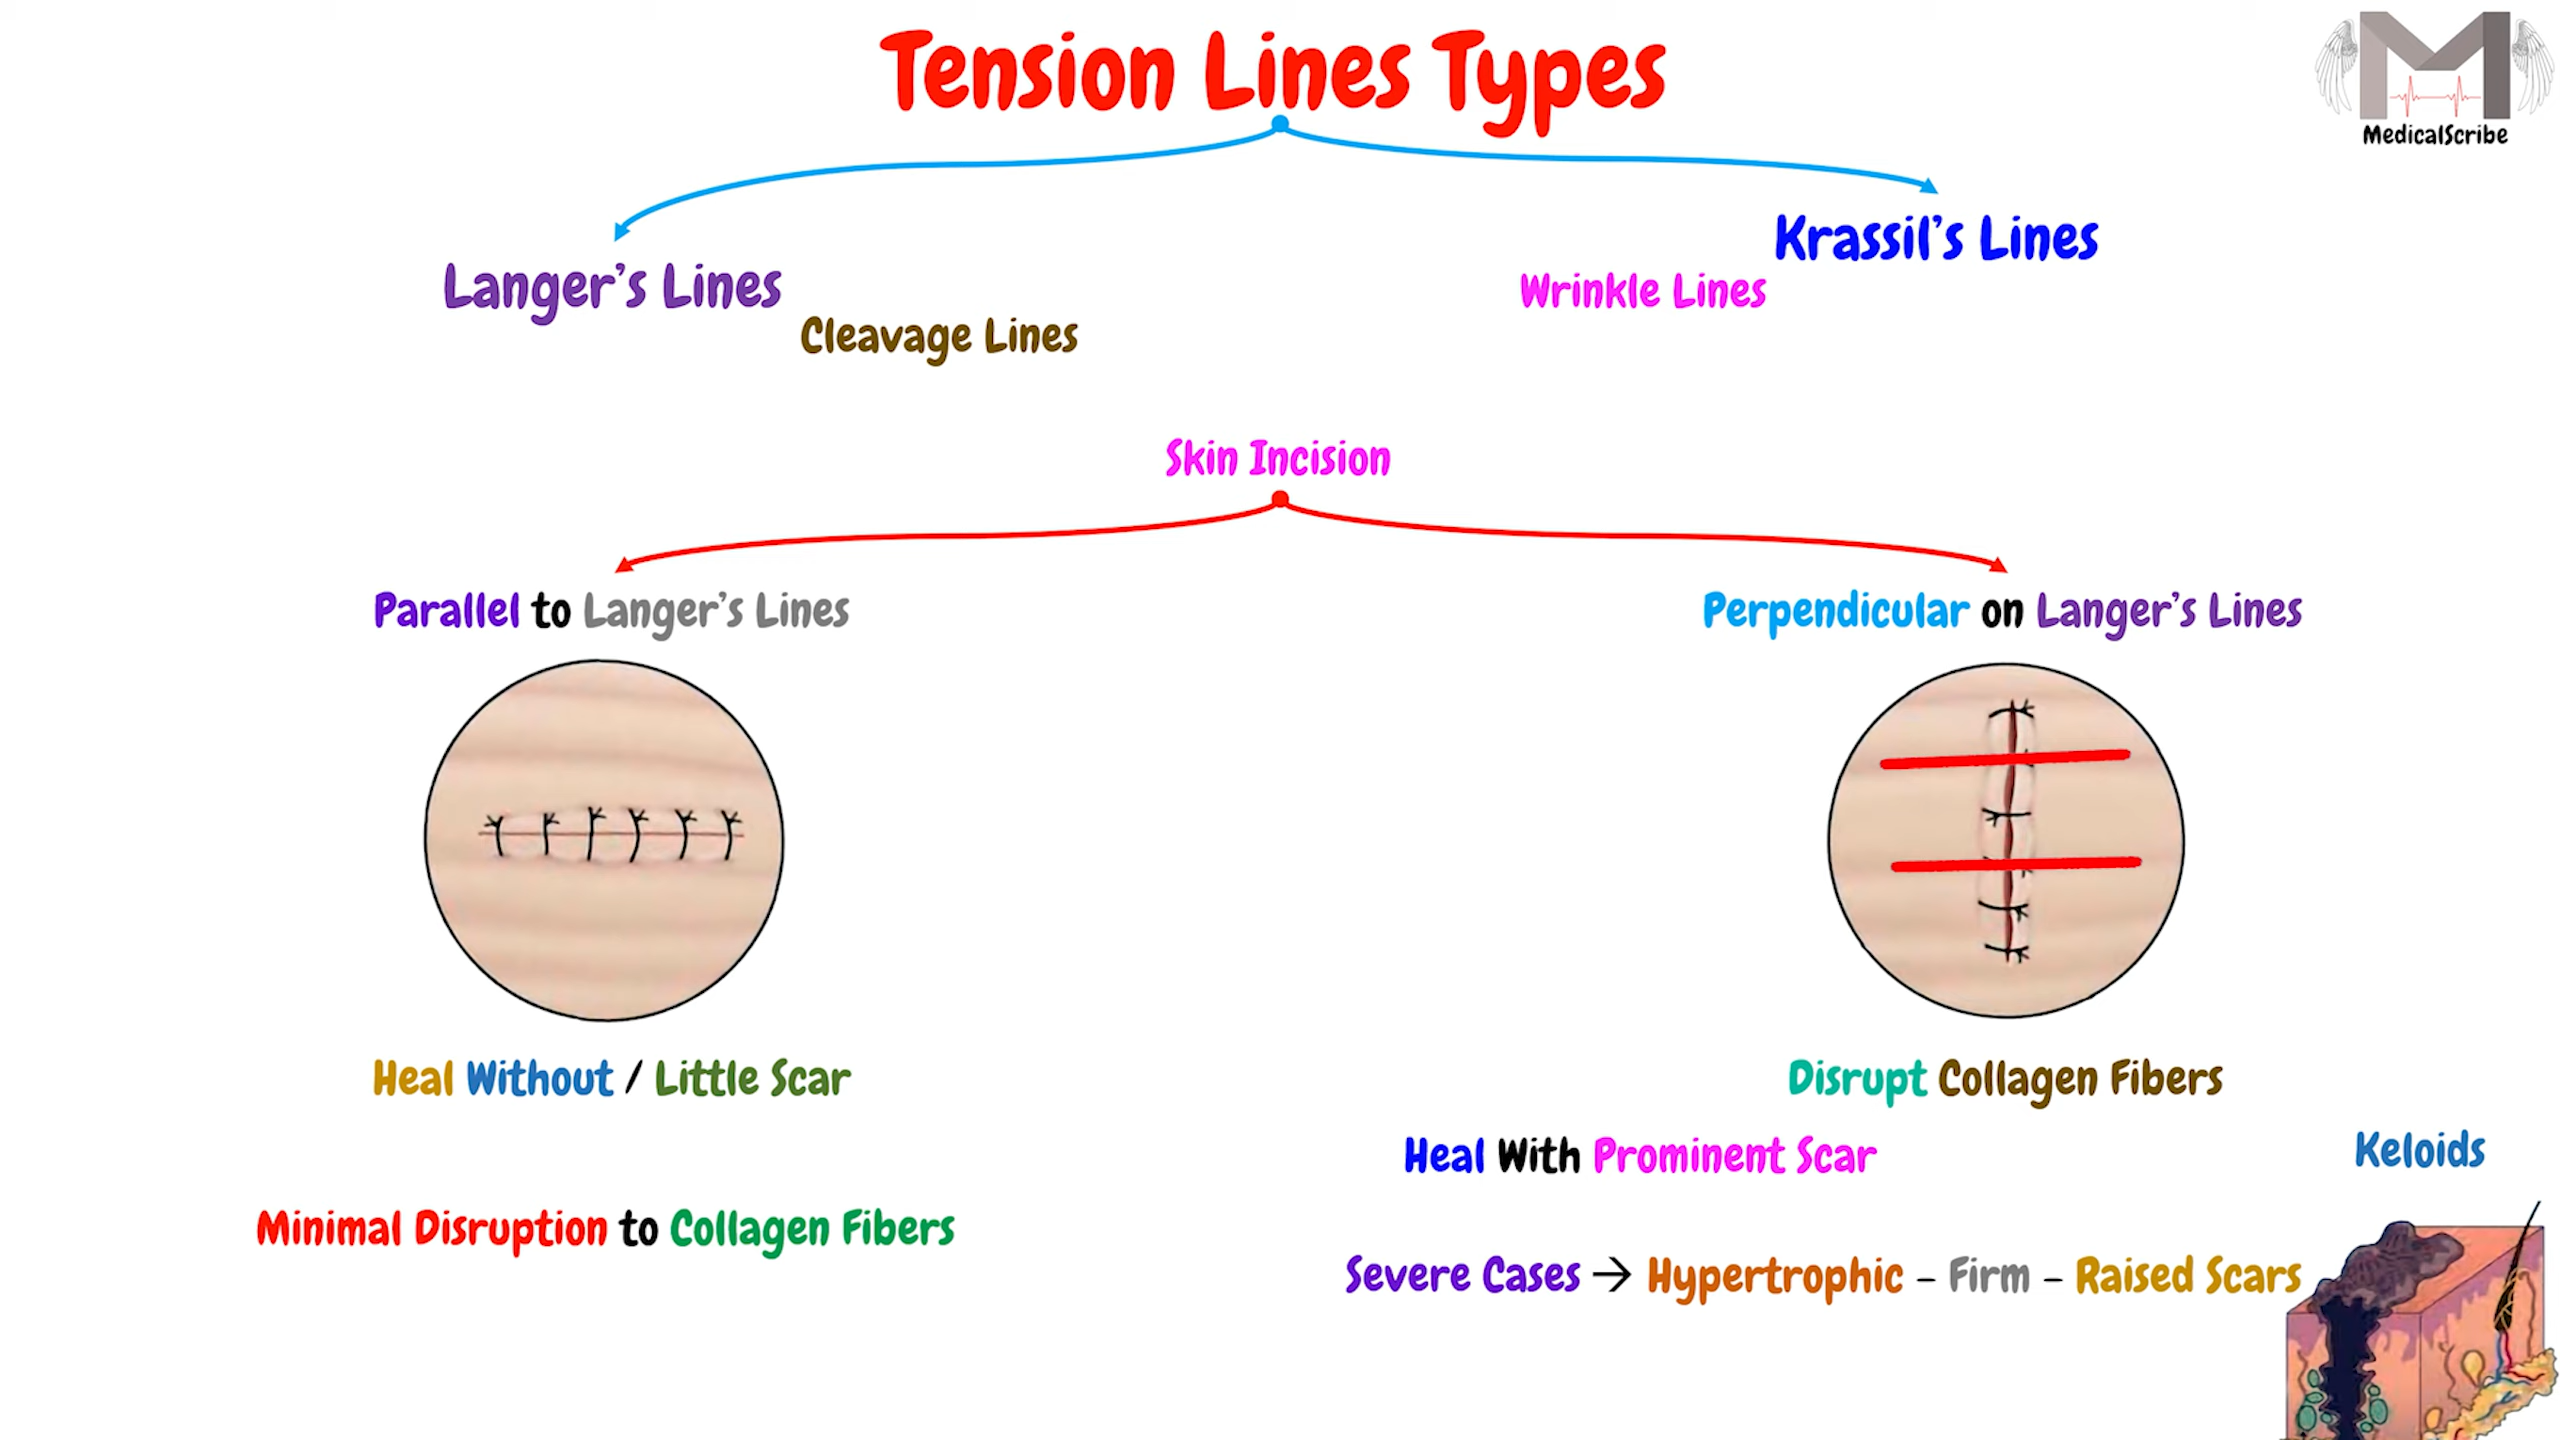 Tension Lines Types
MedicalScribe
Langer's Lines
Cleavage Lines
Krassil's Lines
Wrinkle Lines
Skin Incision
Parallel to Langer's Lines
Perpendicular on Langer's Lines
Heal Without / Little Scar
Minimal Disruption to Collagen Fibers
Disrupt Collagen Fibers
Heal With Prominent Scar
Keloids
Severe Cases → Hypertrophic - Firm - Raised Scars